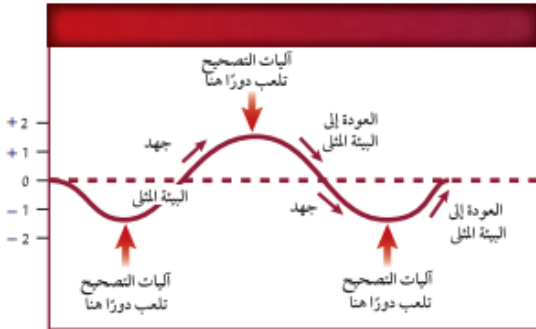 آليات التصحيح
تلعب دورًا هنا
العودة إلى
البيئة المثلى
جهد
+ 2
+ 1
0
– 1
– 2
البيئة المثلى
جهد
العودة إلى
البيئة المثلى
آليات التصحيح
تلعب دورًا هنا
آليات التصحيح
تلعب دورًا هنا